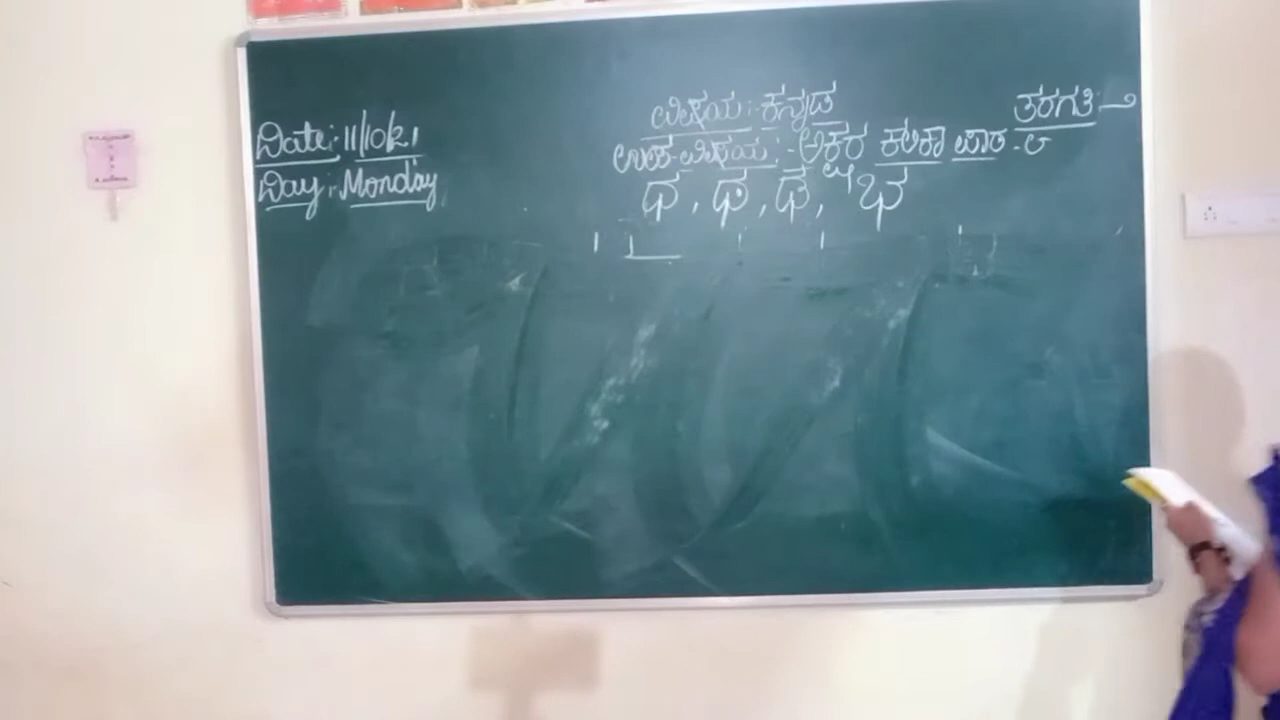 Date:- 11/10/21
Day:- Monday
ವಿಷಯ:- ಕನ್ನಡ
ತರಗತಿ:- ೨
ಉಪ-ವಿಷಯ:- ಅಕ್ಷರ ಕಲಿಕಾ ಪಾಠ - ೮
ಧ, ಥ, ಢ, ಭ